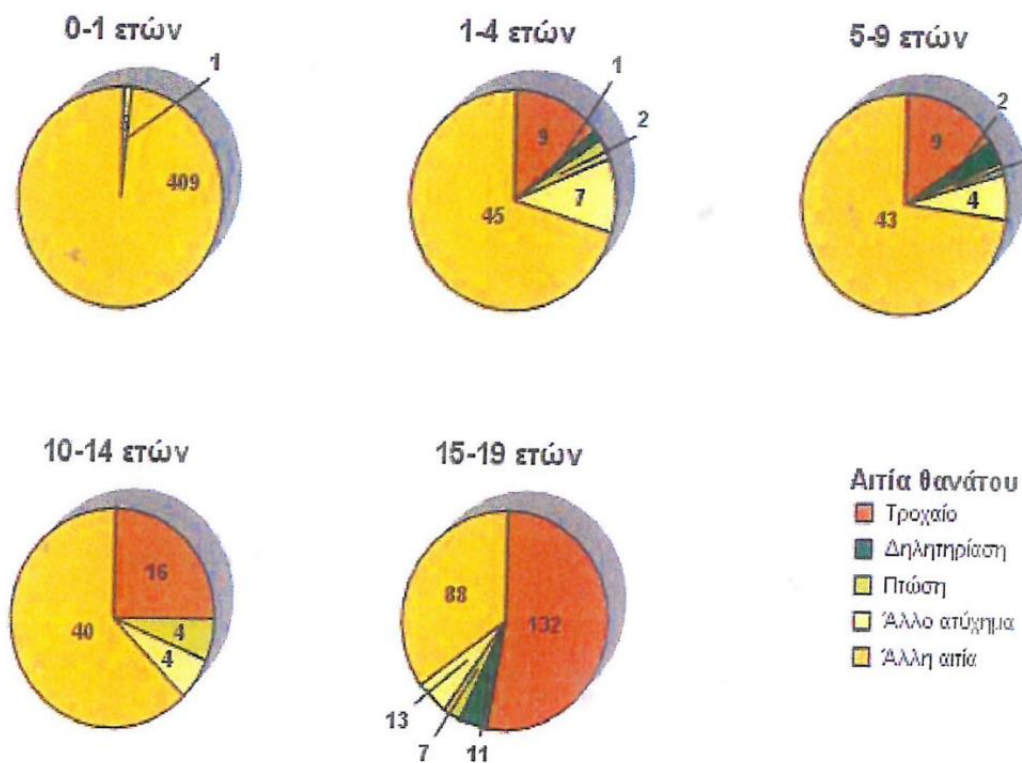 0-1 ετών
1
409
1-4 ετών
1
9
2
7
45
5-9 ετών
2
9
4
43
10-14 ετών
16
4
4
40
15-19 ετών
88
132
13
7
11
Αιτία θανάτου
Τροχαίο
Δηλητηρίαση
Πτώση
Άλλο ατύχημα
Άλλη αιτία